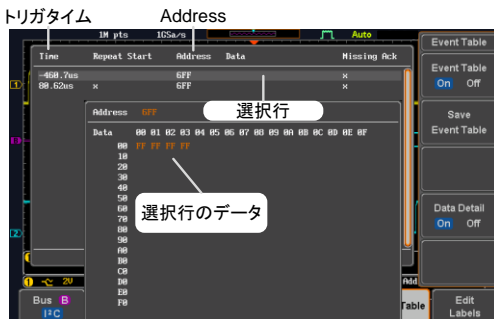 トリガタイム Address
1M pts 1GSa/s Auto
Event Table
Time Repeat Start Address Data Missing Ack
-460.7us 6FF ×
80.62us × 6FF ×
Event Table
On Off
選択行
Address 6FF
Save
Event Table
Data 00 01 02 03 04 05 06 07 08 09 0A 0B 0C 0D 0E 0F
00 FF FF FF FF
10
20
30
40
50
60
選択行のデータ
70
80
90
A0
B0
C0
D0
E0
F0
Data Detail
On Off
1 2V
Add
Bus B
I²C
Table
Edit
Labels